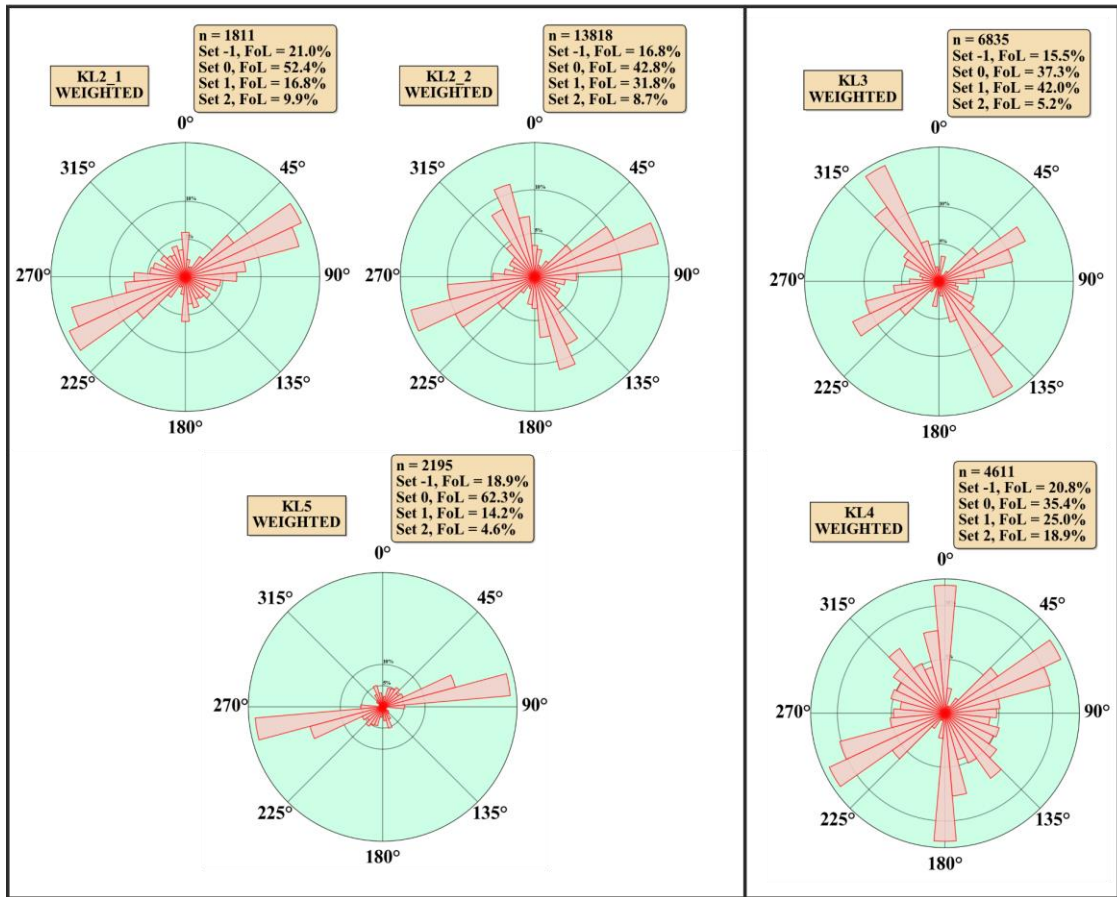 n = 1811
Set -1, FoL = 21.0%
Set 0, FoL = 52.4%
Set 1, FoL = 16.8%
Set 2, FoL = 9.9%
KL2_1
WEIGHTED
0°
45°
90°
135°
180°
225°
270°
315°
10%
n = 13818
Set -1, FoL = 16.8%
Set 0, FoL = 42.8%
Set 1, FoL = 31.8%
Set 2, FoL = 8.7%
KL2_2
WEIGHTED
0°
45°
90°
135°
180°
225°
270°
315°
10%
5%
n = 6835
Set -1, FoL = 15.5%
Set 0, FoL = 37.3%
Set 1, FoL = 42.0%
Set 2, FoL = 5.2%
KL3
WEIGHTED
0°
45°
90°
135°
180°
225°
270°
315°
10%
5%
n = 2195
Set -1, FoL = 18.9%
Set 0, FoL = 62.3%
Set 1, FoL = 14.2%
Set 2, FoL = 4.6%
KL5
WEIGHTED
0°
45°
90°
135°
180°
225°
270°
315°
10%
5%
n = 4611
Set -1, FoL = 20.8%
Set 0, FoL = 35.4%
Set 1, FoL = 25.0%
Set 2, FoL = 18.9%
KL4
WEIGHTED
0°
45°
90°
135°
180°
225°
270°
315°